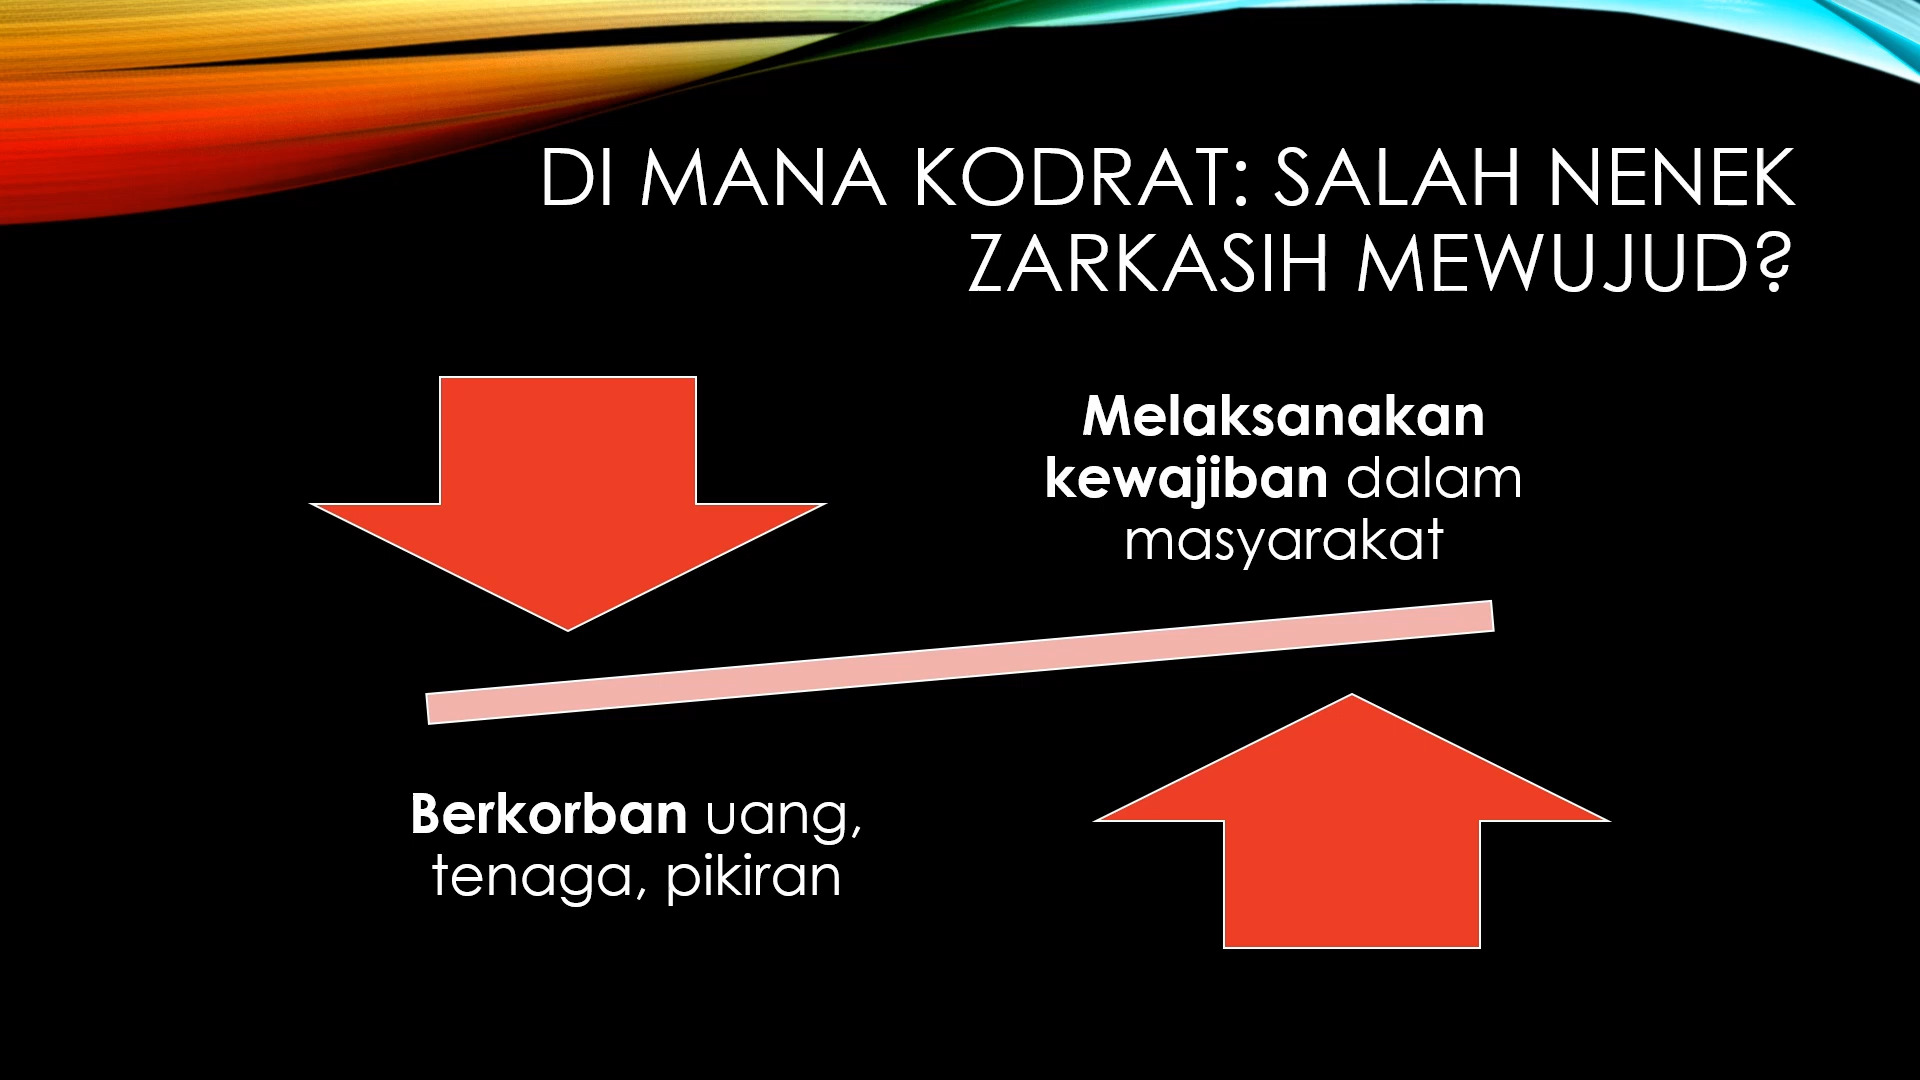 DI MANA KODRAT: SALAH NENEK
ZARKASIH MEWUJUD?
Melaksanakan
kewajiban dalam
masyarakat
Berkorban uang,
tenaga, pikiran